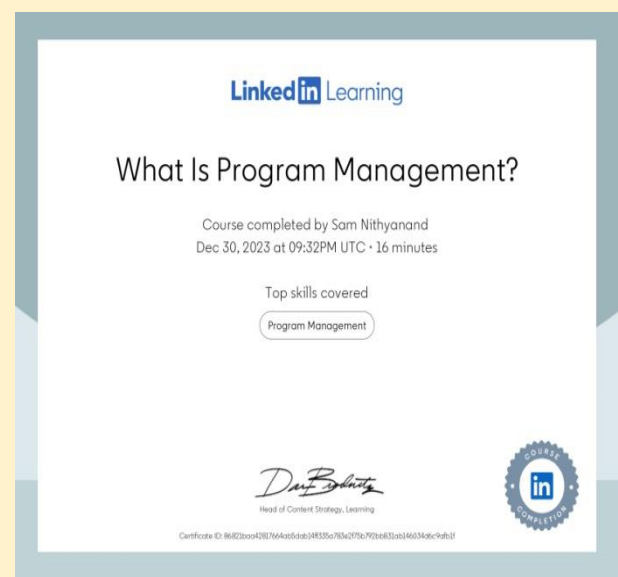 Linked in Learning
What Is Program Management?
Course completed by Sam Nithyanand
Dec 30, 2023 at 09:32PM UTC • 16 minutes
Top skills covered
Program Management
Head of Content Strategy, Learning
Certificate ID:
COURSE
in
COMPLETION